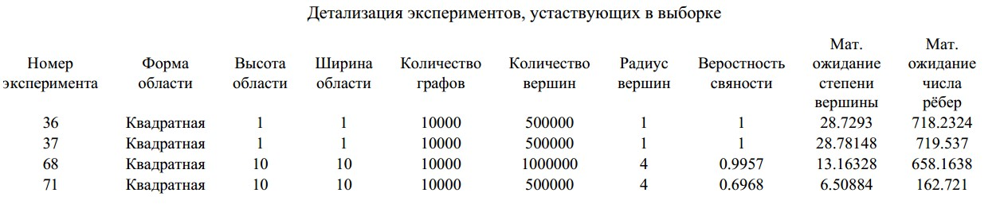 Детализация экспериментов, устаствующих в выборке
Номер эксперимента Форма области Высота области Ширина области Количество графов Количество вершин Радиус вершин Веростность свяности Мат. ожидание степени вершины Мат. ожидание числа рёбер
36 Квадратная 1 1 10000 500000 1 1 28.7293 718.2324
37 Квадратная 1 1 10000 500000 1 1 28.78148 719.537
68 Квадратная 10 10 10000 1000000 4 0.9957 13.16328 658.1638
71 Квадратная 10 10 10000 500000 4 0.6968 6.50884 162.721